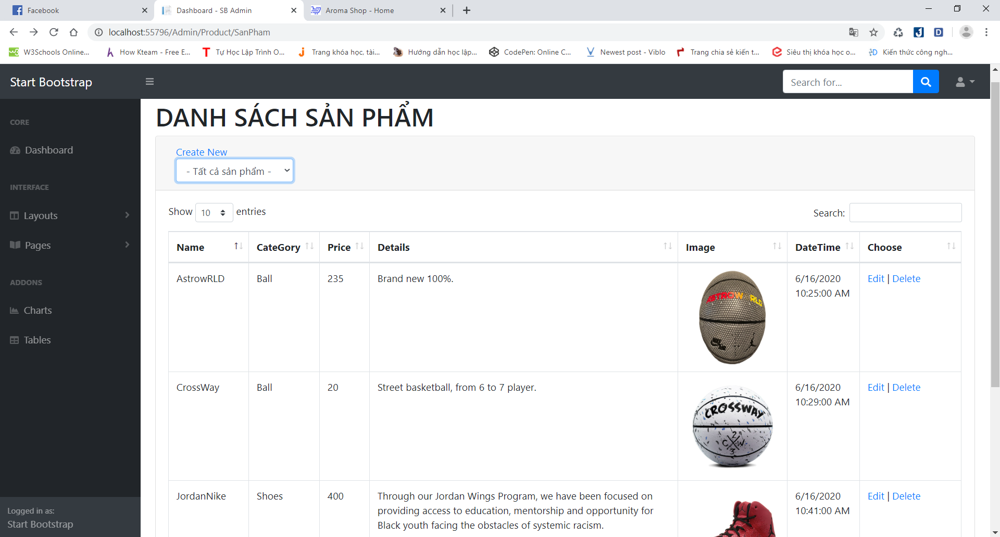 Facebook
Dashboard - SB Admin
Aroma Shop - Home
localhost:55796/Admin/Product/SanPham
W3Schools Online...
How Kteam - Free E...
Tự Học Lập Trình O...
Trang khóa học, tài...
Hướng dẫn học lập...
CodePen: Online C...
Newest post - Viblo
Trang chia sẻ kiến t...
Siêu thị khóa học o...
Kiến thức công ngh...
Start Bootstrap
Search for...
CORE
Dashboard
INTERFACE
Layouts
Pages
ADDONS
Charts
Tables
Logged in as:
Start Bootstrap
DANH SÁCH SẢN PHẨM
Create New
- Tất cả sản phẩm -
Show 10 entries
Search:
Name CateGory Price Details Image DateTime Choose
AstrowRLD Ball 235 Brand new 100%. 6/16/2020 Edit | Delete
10:25:00 AM
ASTROW RLD
CrossWay Ball 20 Street basketball, from 6 to 7 player. 6/16/2020 Edit | Delete
10:29:00 AM
CROSSWAY
2
C W
3
JordanNike Shoes 400 Through our Jordan Wings Program, we have been focused on 6/16/2020 Edit | Delete
providing access to education, mentorship and opportunity for 10:41:00 AM
Black youth facing the obstacles of systemic racism.